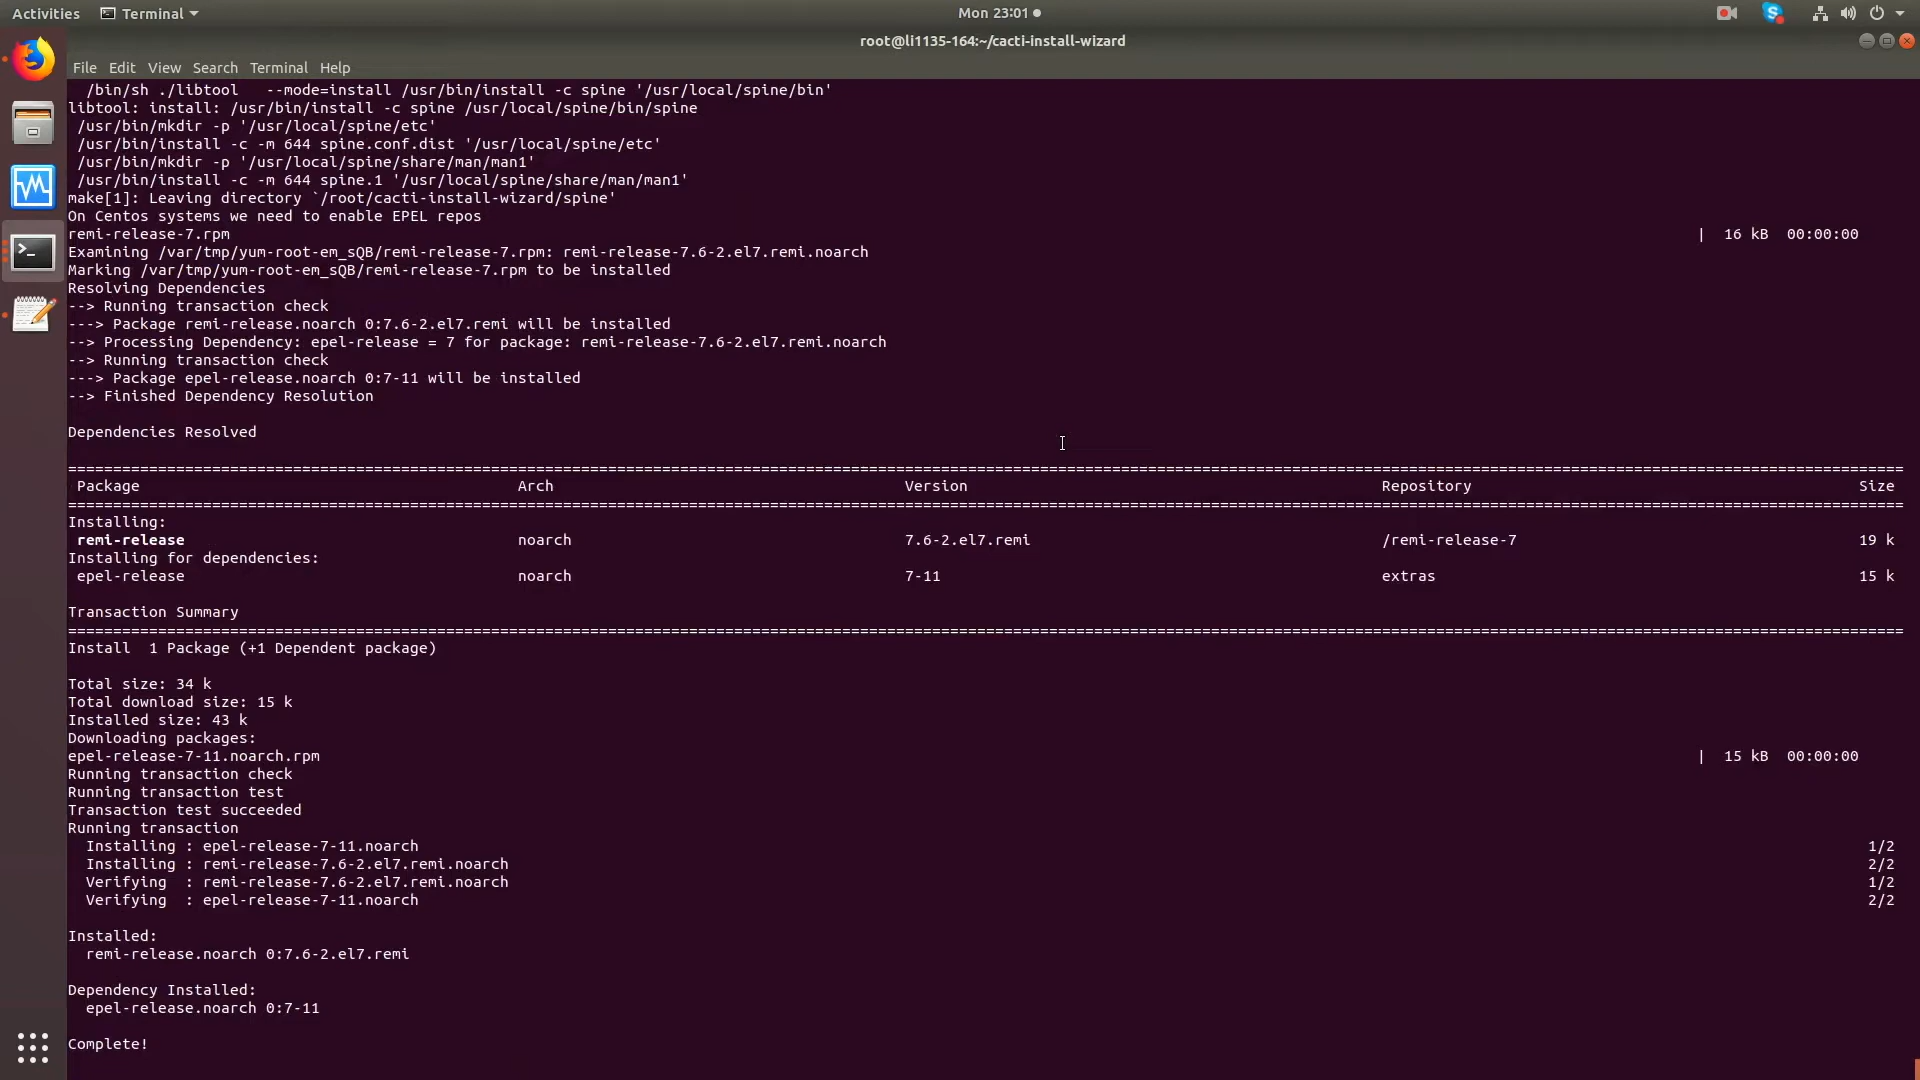 Activities Terminal Mon 23:01
root@li1135-164:~/cacti-install-wizard
File Edit View Search Terminal Help
/bin/sh ./libtool   --mode=install /usr/bin/install -c spine '/usr/local/spine/bin'
libtool: install: /usr/bin/install -c spine /usr/local/spine/bin/spine
/usr/bin/mkdir -p '/usr/local/spine/etc'
/usr/bin/install -c -m 644 spine.conf.dist '/usr/local/spine/etc'
/usr/bin/mkdir -p '/usr/local/spine/share/man/man1'
/usr/bin/install -c -m 644 spine.1 '/usr/local/spine/share/man/man1'
make[1]: Leaving directory `/root/cacti-install-wizard/spine'
On Centos systems we need to enable EPEL repos
remi-release-7.rpm | 16 kB 00:00:00
Examining /var/tmp/yum-root-em_sQB/remi-release-7.rpm: remi-release-7.6-2.el7.remi.noarch
Marking /var/tmp/yum-root-em_sQB/remi-release-7.rpm to be installed
Resolving Dependencies
--> Running transaction check
---> Package remi-release.noarch 0:7.6-2.el7.remi will be installed
--> Processing Dependency: epel-release = 7 for package: remi-release-7.6-2.el7.remi.noarch
--> Running transaction check
---> Package epel-release.noarch 0:7-11 will be installed
--> Finished Dependency Resolution
Dependencies Resolved
Package Arch Version Repository Size
Installing:
remi-release noarch 7.6-2.el7.remi /remi-release-7 19 k
Installing for dependencies:
epel-release noarch 7-11 extras 15 k
Transaction Summary
Install  1 Package (+1 Dependent package)
Total size: 34 k
Total download size: 15 k
Installed size: 43 k
Downloading packages:
epel-release-7-11.noarch.rpm | 15 kB 00:00:00
Running transaction check
Running transaction test
Transaction test succeeded
Running transaction
Installing : epel-release-7-11.noarch 1/2
Installing : remi-release-7.6-2.el7.remi.noarch 2/2
Verifying  : remi-release-7.6-2.el7.remi.noarch 1/2
Verifying  : epel-release-7-11.noarch 2/2
Installed:
remi-release.noarch 0:7.6-2.el7.remi
Dependency Installed:
epel-release.noarch 0:7-11
Complete!